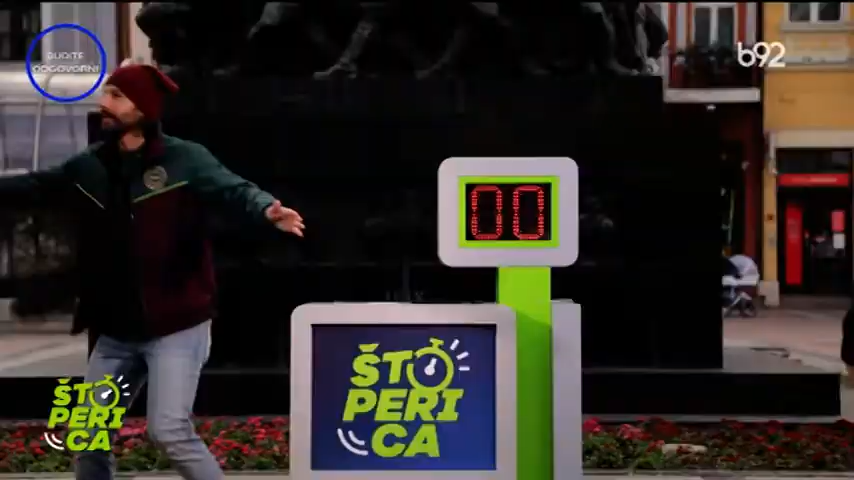 BUDITE
ODGOVORNI
b92
00
ŠTO
PERI
CA
ŠTO
PERI
CA